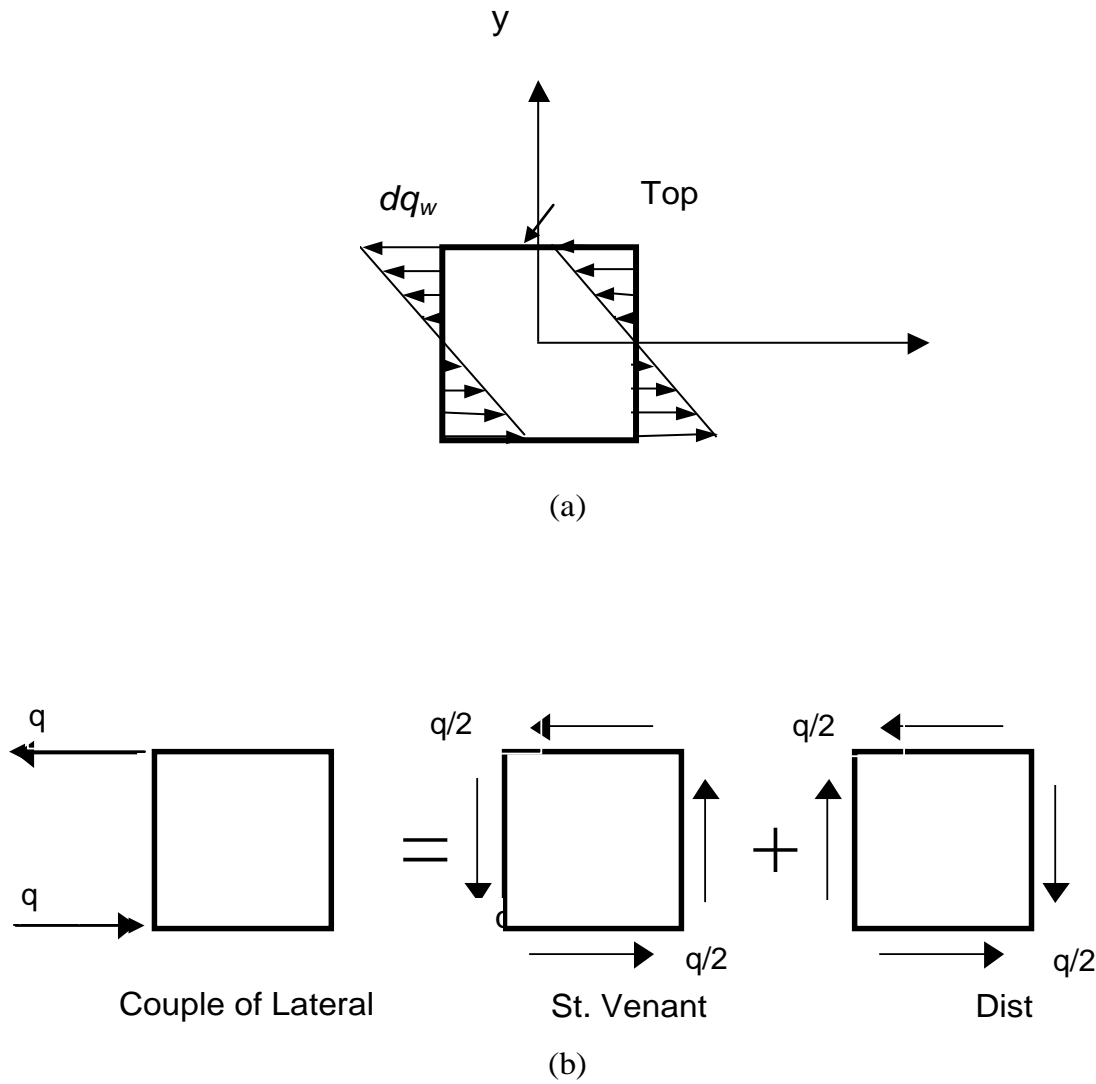 y
dqw
Top
(a)
q
q/2
q/2
q
q/2
q/2
Couple of Lateral
St. Venant
Dist
(b)